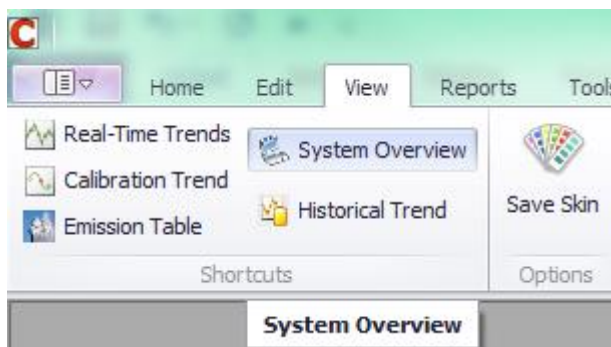 C
Home Edit View Reports Tools
Real-Time Trends System Overview
Calibration Trend
Historical Trend
Emission Table
Save Skin
Shortcuts Options
System Overview